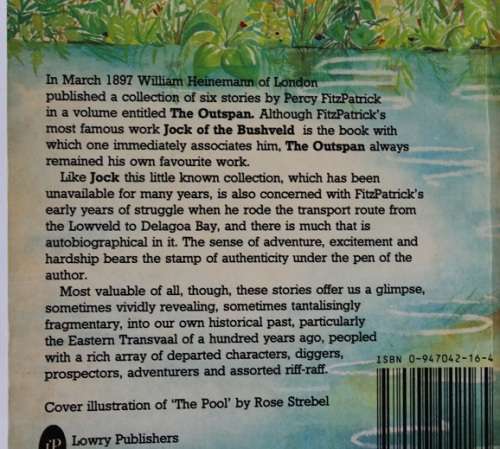 In March 1897 William Heinemann of London
published a collection of six stories by Percy FitzPatrick
in a volume entitled The Outspan. Although FitzPatrick's
most famous work Jock of the Bushveld is the book with
which one immediately associates him, The Outspan always
remained his own favourite work.
Like Jock this little known collection, which has been
unavailable for many years, is also concerned with FitzPatrick's
early years of struggle when he rode the transport route from
the Lowveld to Delagoa Bay, and there is much that is
autobiographical in it. The sense of adventure, excitement and
hardship bears the stamp of authenticity under the pen of the
author.
Most valuable of all, though, these stories offer us a glimpse,
sometimes vividly revealing, sometimes tantalisingly
fragmentary, into our own historical past, particularly
the Eastern Transvaal of a hundred years ago, peopled
with a rich array of departed characters, diggers,
prospectors, adventurers and assorted riff-raff.
ISBN 0-947042-16-4
Cover illustration of 'The Pool' by Rose Strebel
Lowry Publishers